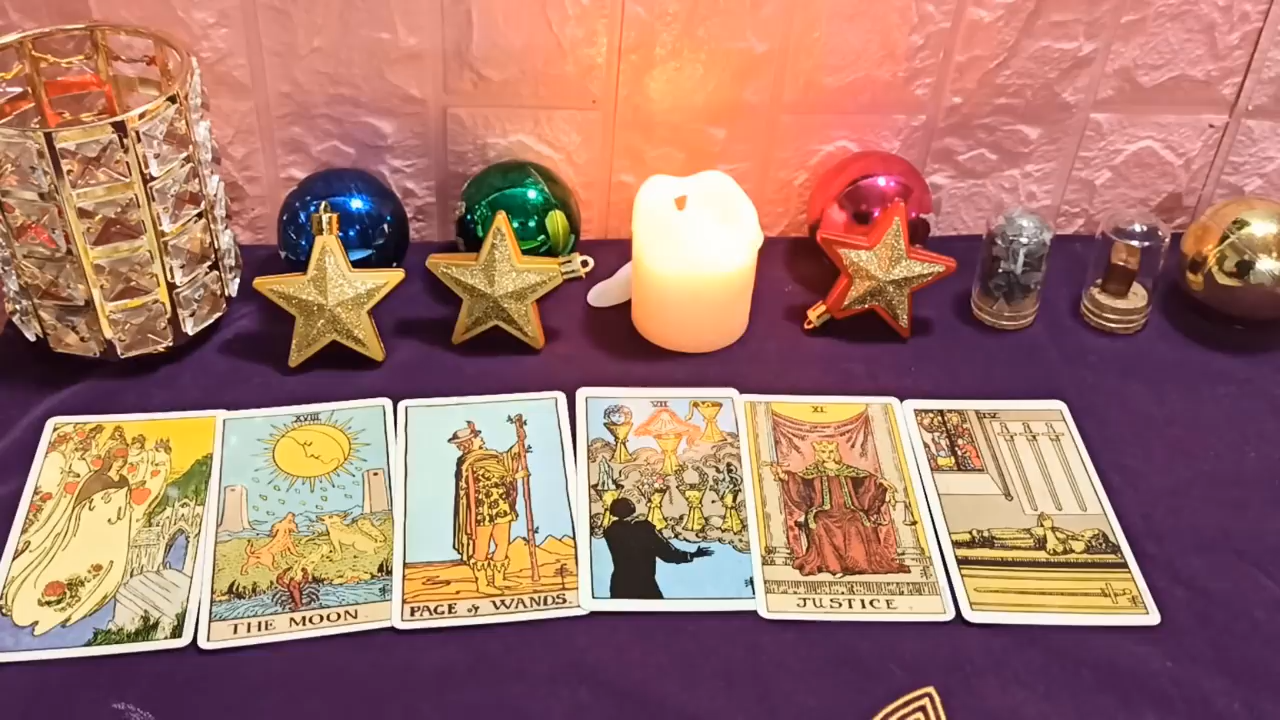 XVIII
THE MOON
PAGE of WANDS.
VII
XI
JUSTICE
IV